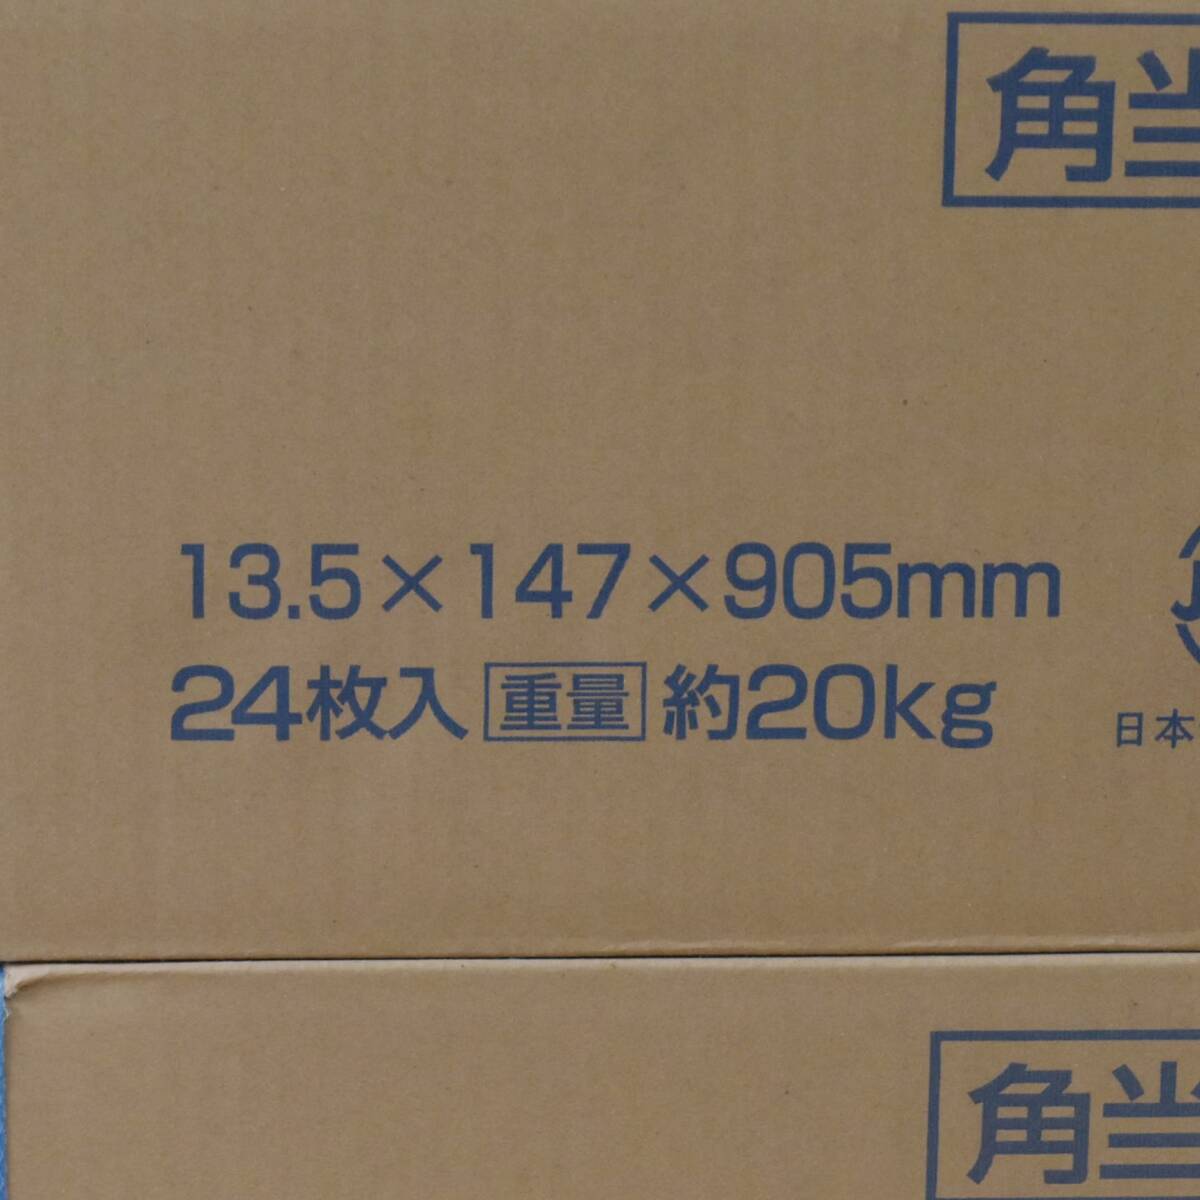 角当
13.5×147×905mm
24枚入 重量 約20kg
日本
角当